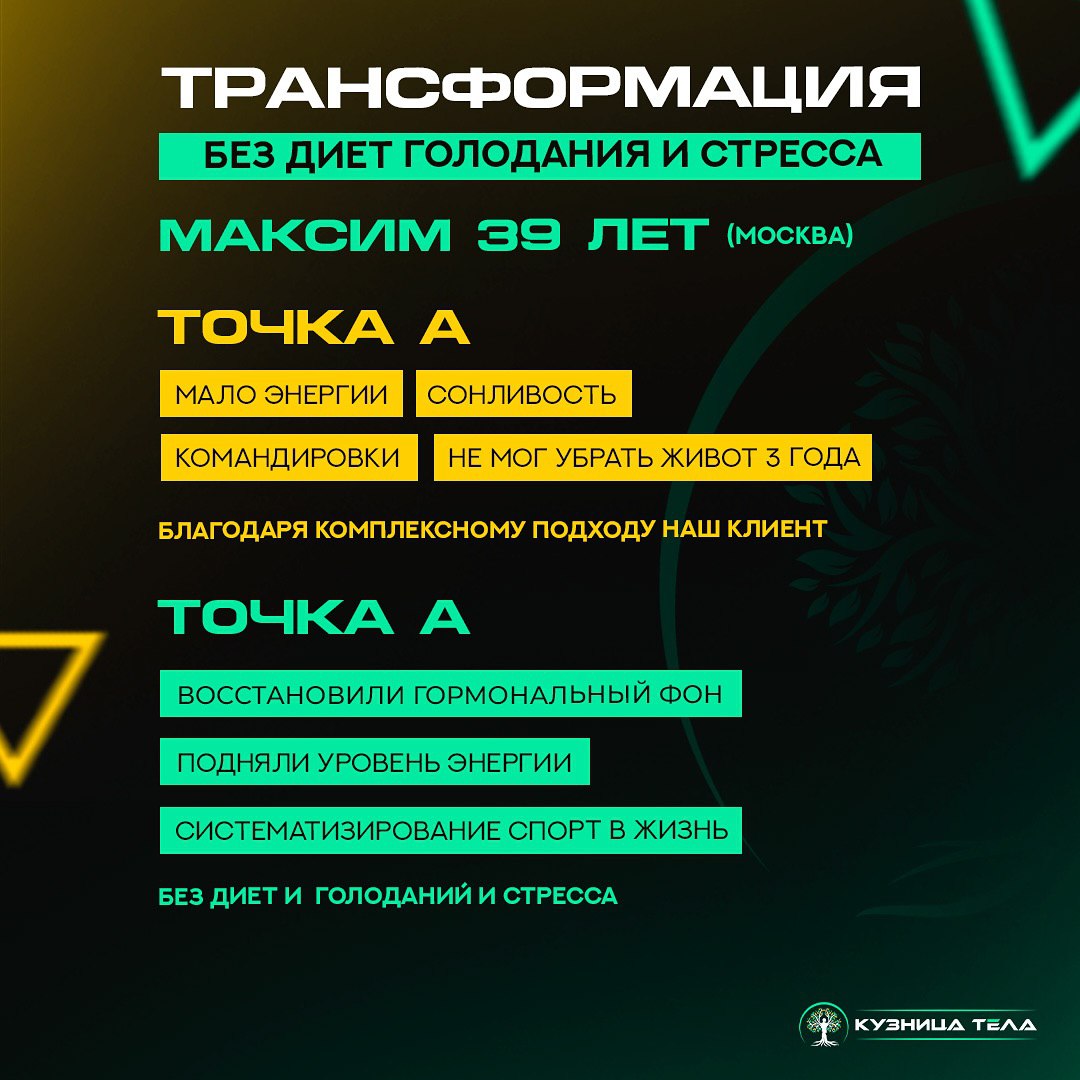 ТРАНСФОРМАЦИЯ
БЕЗ ДИЕТ ГОЛОДАНИЯ И СТРЕССА
МАКСИМ 39 ЛЕТ (МОСКВА)
ТОЧКА А
МАЛО ЭНЕРГИИ СОНЛИВОСТЬ
КОМАНДИРОВКИ НЕ МОГ УБРАТЬ ЖИВОТ 3 ГОДА
БЛАГОДАРЯ КОМПЛЕКСНОМУ ПОДХОДУ НАШ КЛИЕНТ
ТОЧКА А
ВОССТАНОВИЛИ ГОРМОНАЛЬНЫЙ ФОН
ПОДНЯЛИ УРОВЕНЬ ЭНЕРГИИ
СИСТЕМАТИЗИРОВАНИЕ СПОРТ В ЖИЗНЬ
БЕЗ ДИЕТ И ГОЛОДАНИЙ И СТРЕССА
КУЗНИЦА ТЕЛА